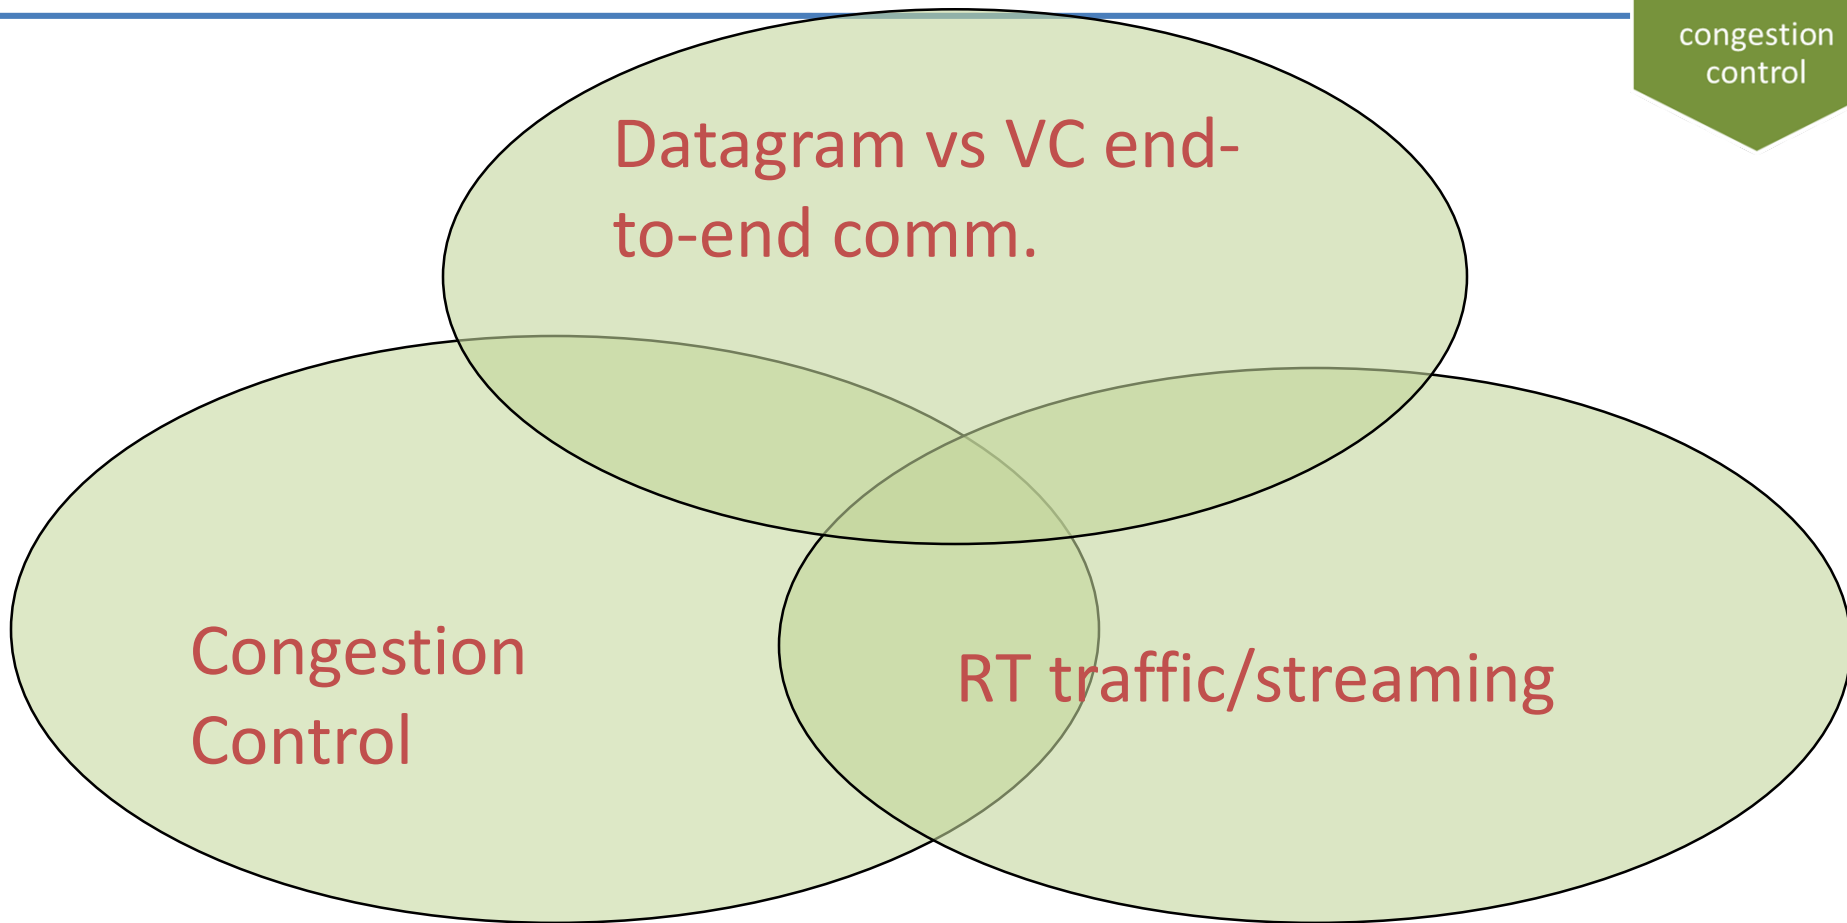 congestion
control
Datagram vs VC end-
to-end comm.
Congestion
Control
RT traffic/streaming